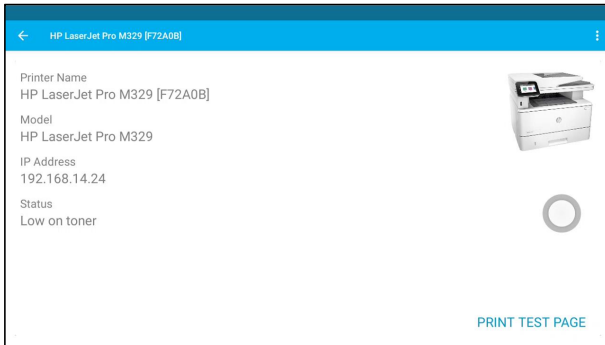 HP LaserJet Pro M329 [F72A0B]
Printer Name
HP LaserJet Pro M329 [F72A0B]
Model
HP LaserJet Pro M329
IP Address
192.168.14.24
Status
Low on toner
PRINT TEST PAGE